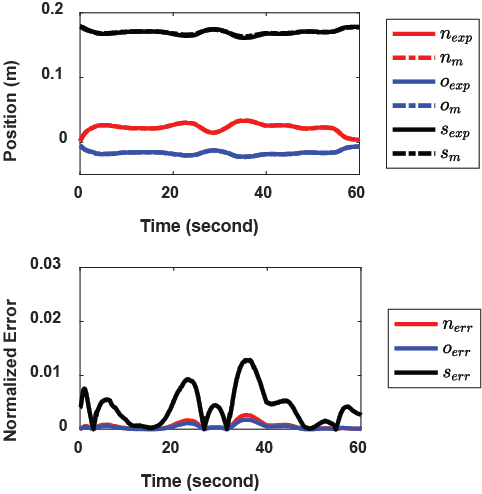 0.2
0.1
0
Position (m)
0 20 40 60
Time (second)
n_exp
n_m
o_exp
o_m
s_exp
s_m
0.03
0.02
0.01
0
Normalized Error
0 20 40 60
Time (second)
n_err
o_err
s_err